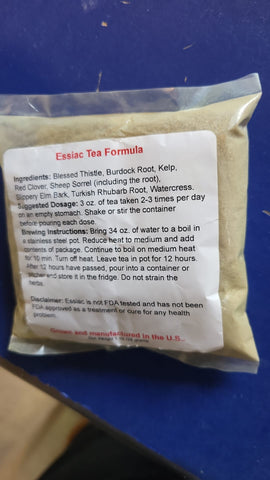 Essiac Tea Formula
Ingredients: Blessed Thistle, Burdock Root, Kelp,
Red Clover, Sheep Sorrel (including the root),
Slippery Elm Bark, Turkish Rhubarb Root, Watercress.
Suggested Dosage: 3 oz. of tea taken 2-3 times per day
on an empty stomach. Shake or stir the container
before pouring each dose.
Brewing Instructions: Bring 34 oz. of water to a boil in
a stainless steel pot. Reduce heat to medium and add
contents of package. Continue to boil on medium heat
for 10 min. Turn off heat. Leave tea in pot for 12 hours.
After 12 hours have passed, pour into a container or
pitcher and store it in the fridge. Do not strain the
herbs.
Disclaimer: Essiac is not FDA tested and has not been
FDA approved as a treatment or cure for any health
problem.
Grown and manufactured in the U.S.
Net Weight